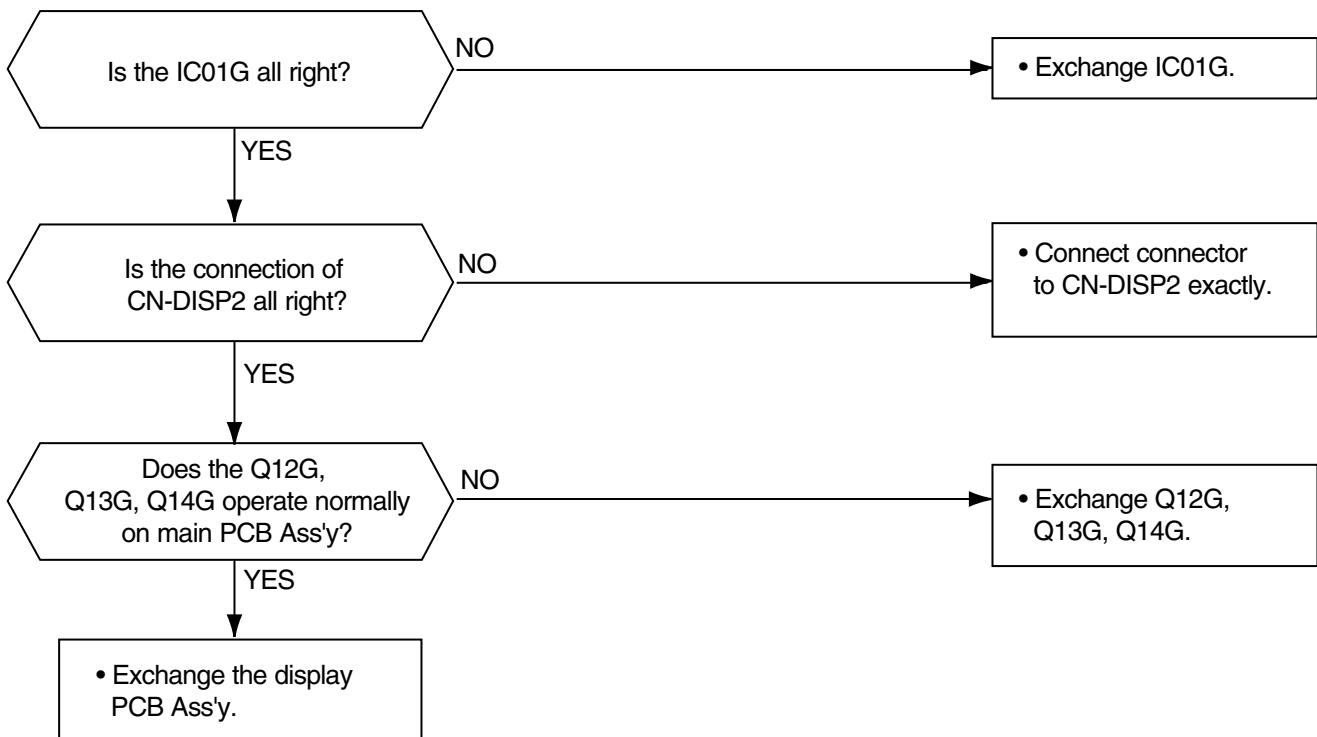 Is the IC01G all right?
NO
• Exchange IC01G.
YES
Is the connection of
CN-DISP2 all right?
NO
• Connect connector
to CN-DISP2 exactly.
YES
Does the Q12G,
Q13G, Q14G operate normally
on main PCB Ass'y?
NO
• Exchange Q12G,
Q13G, Q14G.
YES
• Exchange the display
PCB Ass'y.